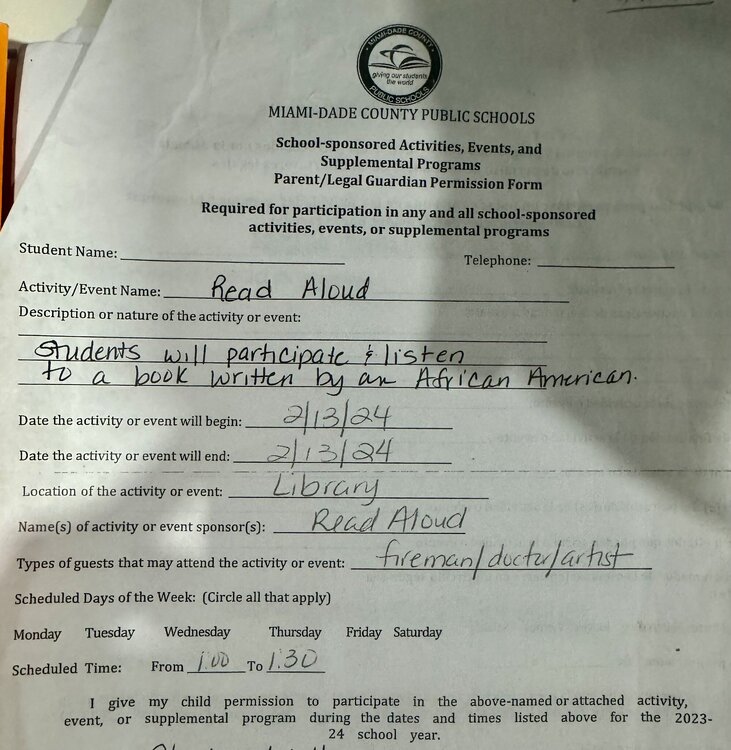 MIAMI-DADE COUNTY
giving our students
the world
PUBLIC SCHOOLS
MIAMI-DADE COUNTY PUBLIC SCHOOLS
School-sponsored Activities, Events, and
Supplemental Programs
Parent/Legal Guardian Permission Form
Required for participation in any and all school-sponsored
activities, events, or supplemental programs
Student Name: Telephone:
Activity/Event Name: Read Aloud
Description or nature of the activity or event:
Students will participate & listen
to a book written by an African American.
Date the activity or event will begin: 2/13/24
Date the activity or event will end: 2/13/24
Location of the activity or event: Library
Name(s) of activity or event sponsor(s): Read Aloud
Types of guests that may attend the activity or event: fireman/doctor/artist
Scheduled Days of the Week: (Circle all that apply)
Monday Tuesday Wednesday Thursday Friday Saturday
Scheduled Time: From 1:00 To 1:30
I give my child permission to participate in the above-named or attached activity,
event, or supplemental program during the dates and times listed above for the 2023-
24 school year.